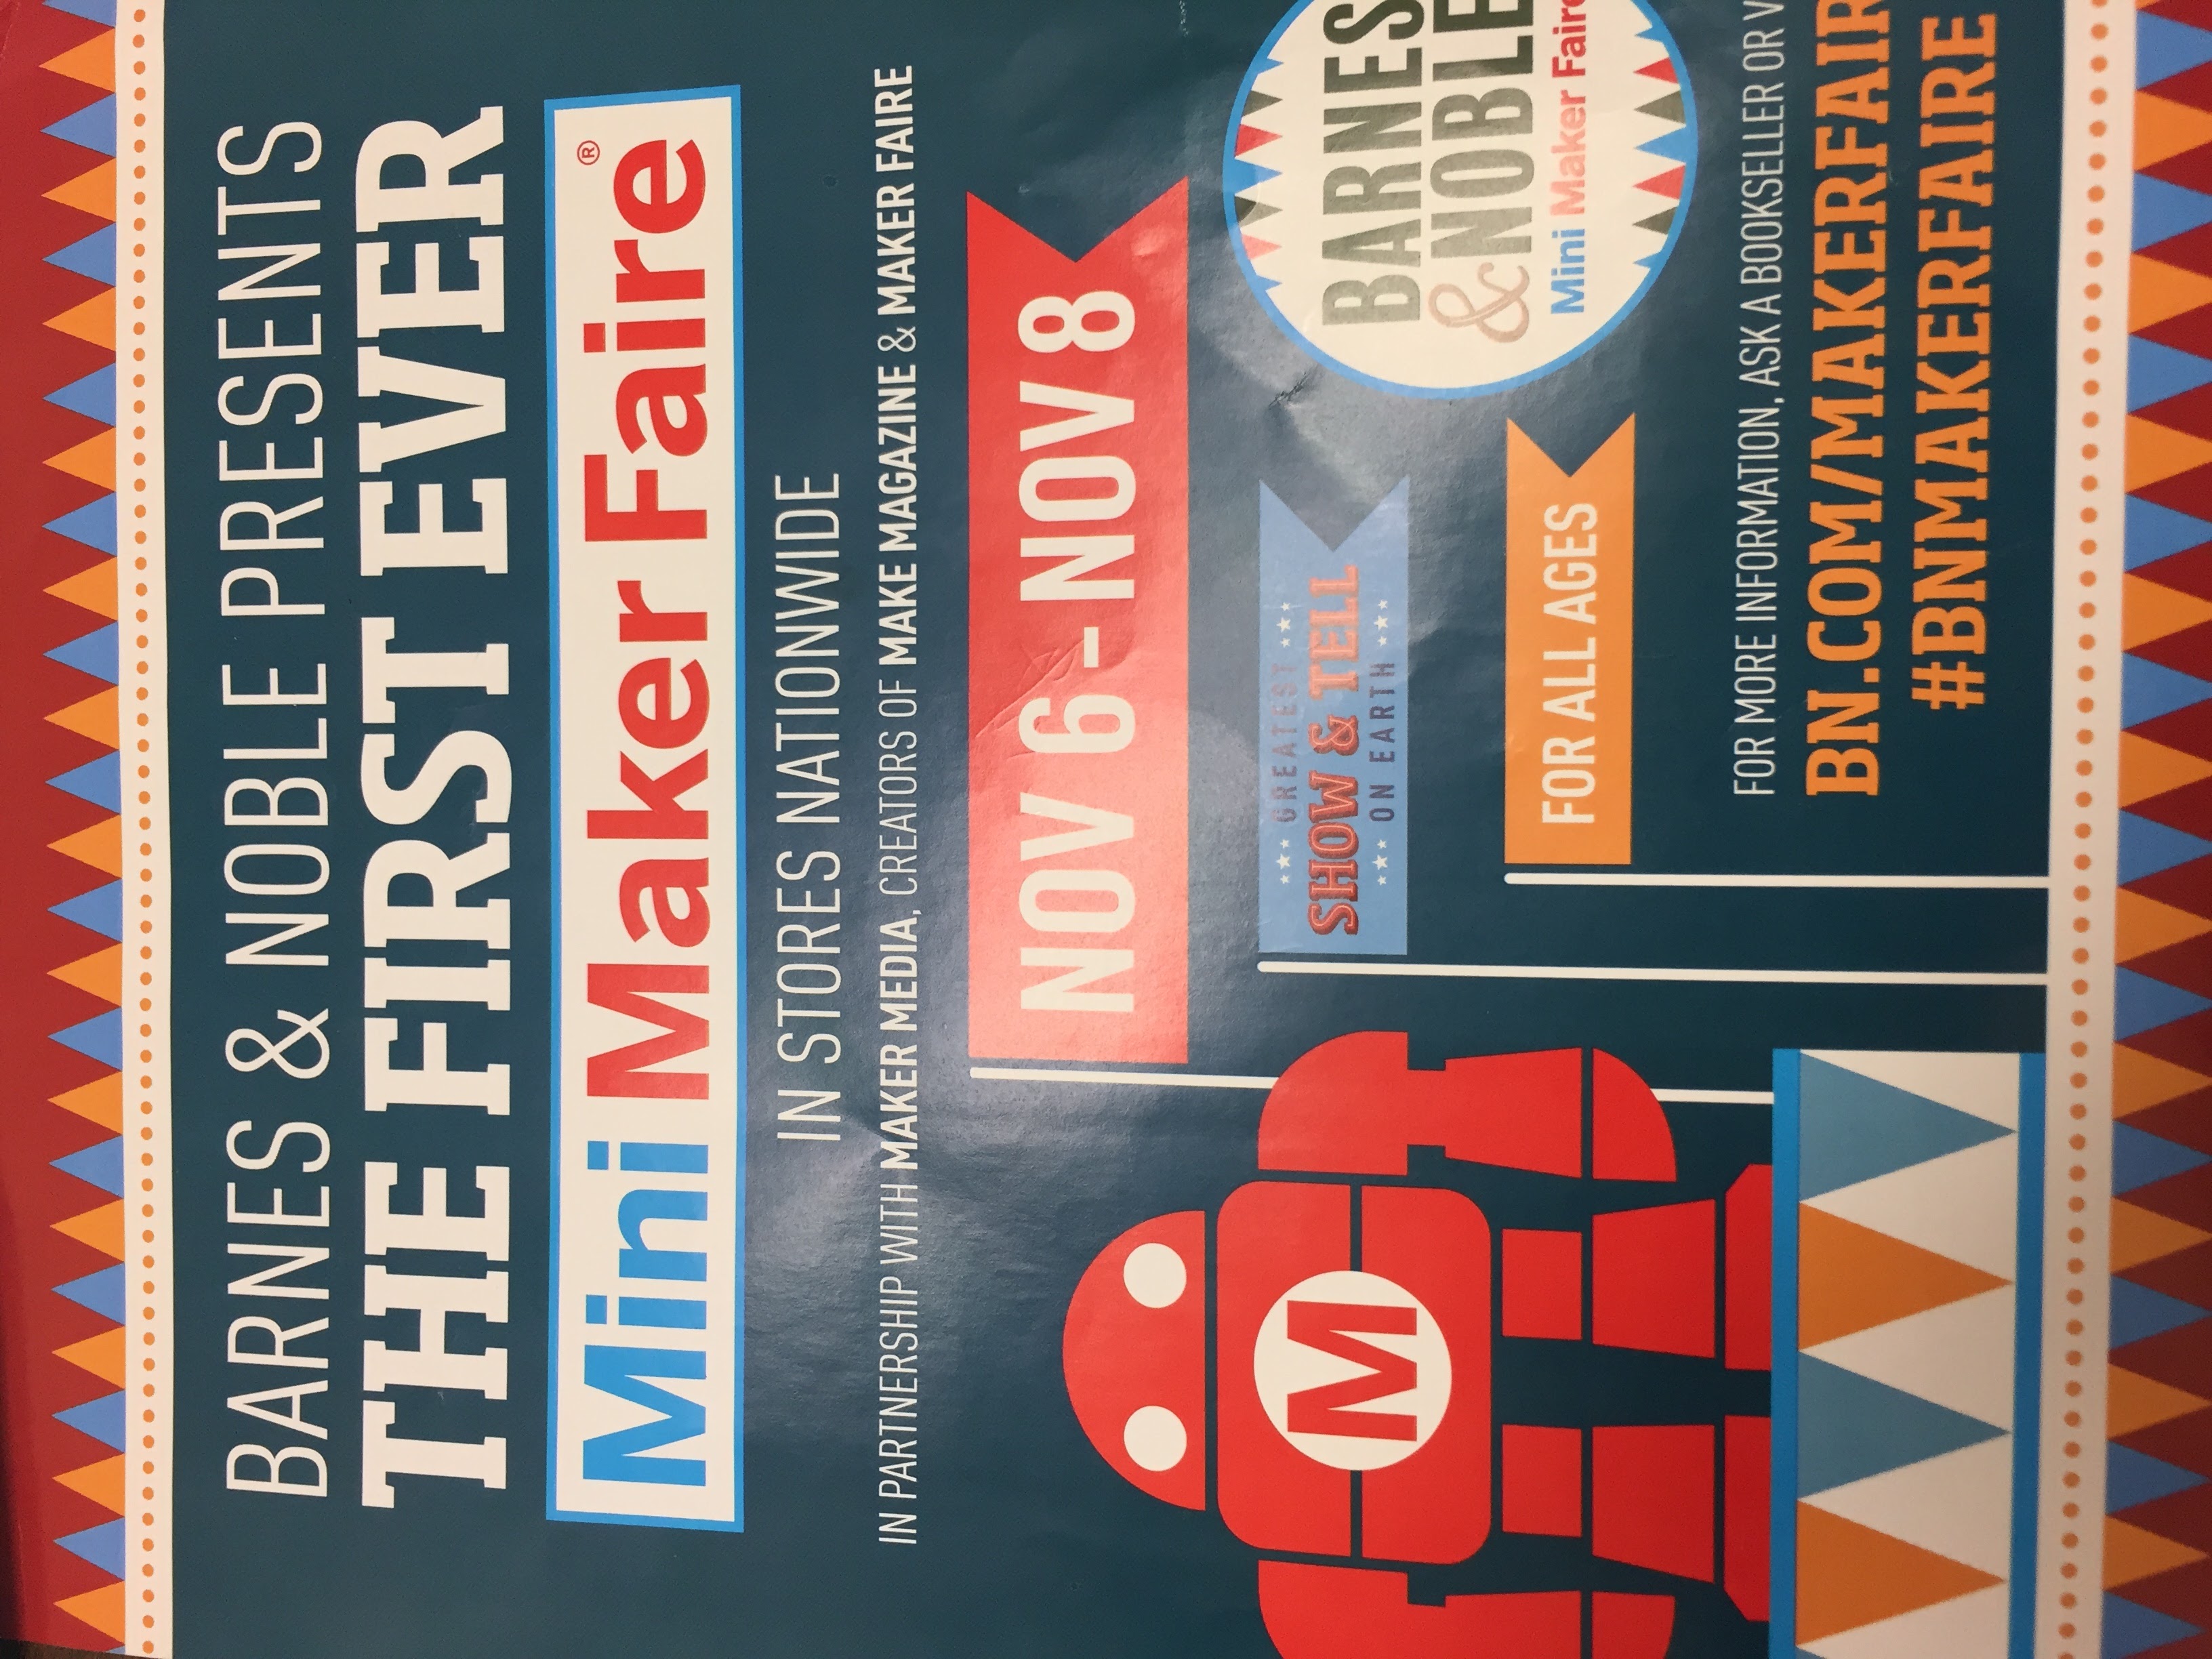 BARNES & NOBLE PRESENTS
THE FIRST EVER
Mini Maker Faire®
IN STORES NATIONWIDE
IN PARTNERSHIP WITH MAKER MEDIA, CREATORS OF MAKE MAGAZINE & MAKER FAIRE
NOV 6 - NOV 8
M
GREATEST
SHOW & TELL
ON EARTH
BARNES
&NOBLE
Mini Maker Faire
FOR ALL AGES
FOR MORE INFORMATION, ASK A BOOKSELLER OR V
BN.COM/MAKERFAIR
#BNMAKERFAIRE